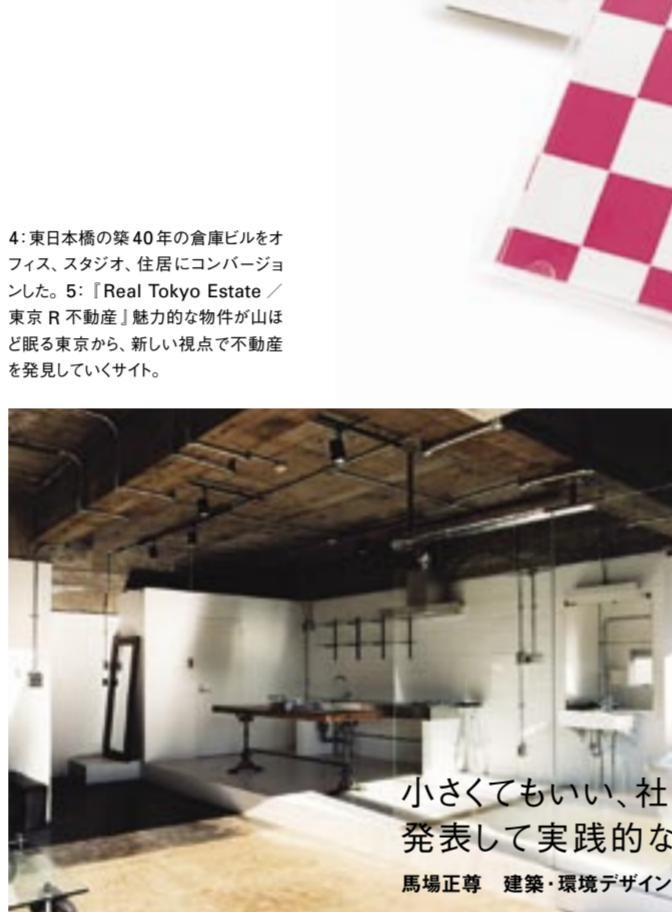 4：東日本橋の築40年の倉庫ビルをオ
フィス、スタジオ、住居にコンバージョ
ンした。5：『Real Tokyo Estate ／
東京R不動産』魅力的な物件が山ほ
ど眠る東京から、新しい視点で不動産
を発見していくサイト。
小さくてもいい、社
発表して実践的な
馬場正尊　建築・環境デザイン